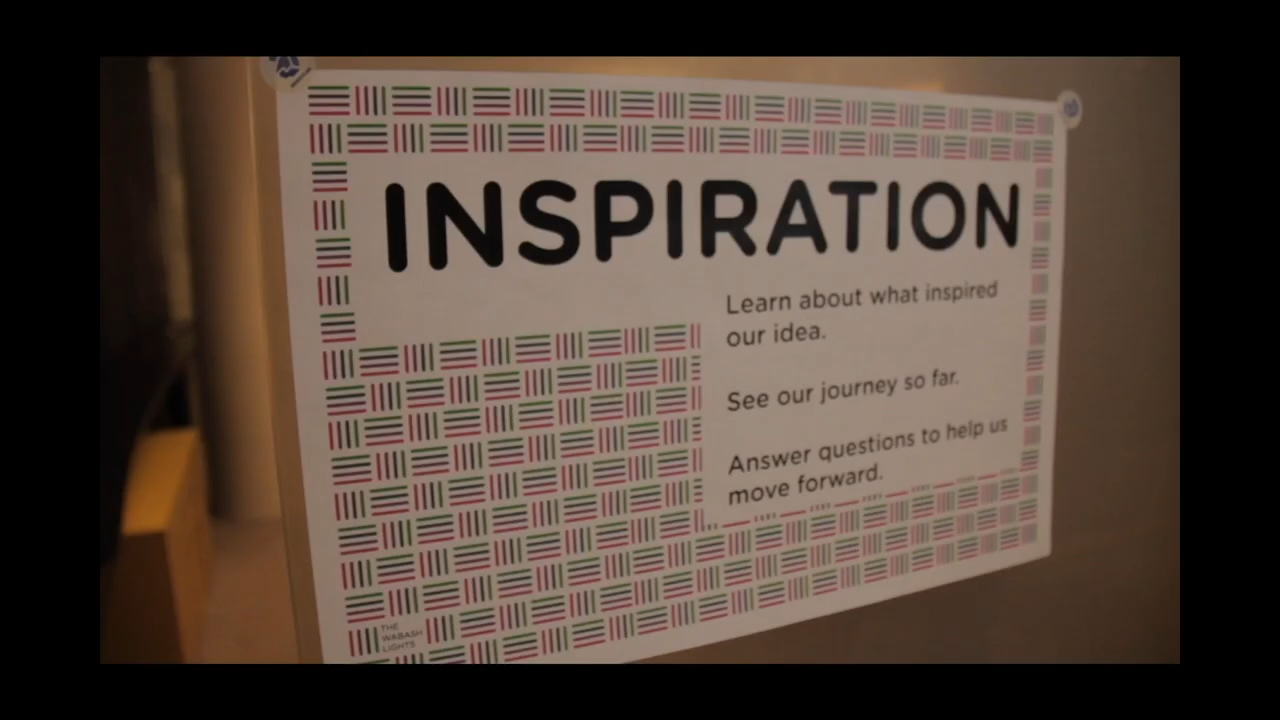 INSPIRATION
Learn about what inspired
our idea.
See our journey so far.
Answer questions to help us
move forward.
THE
WABASH
LIGHTS